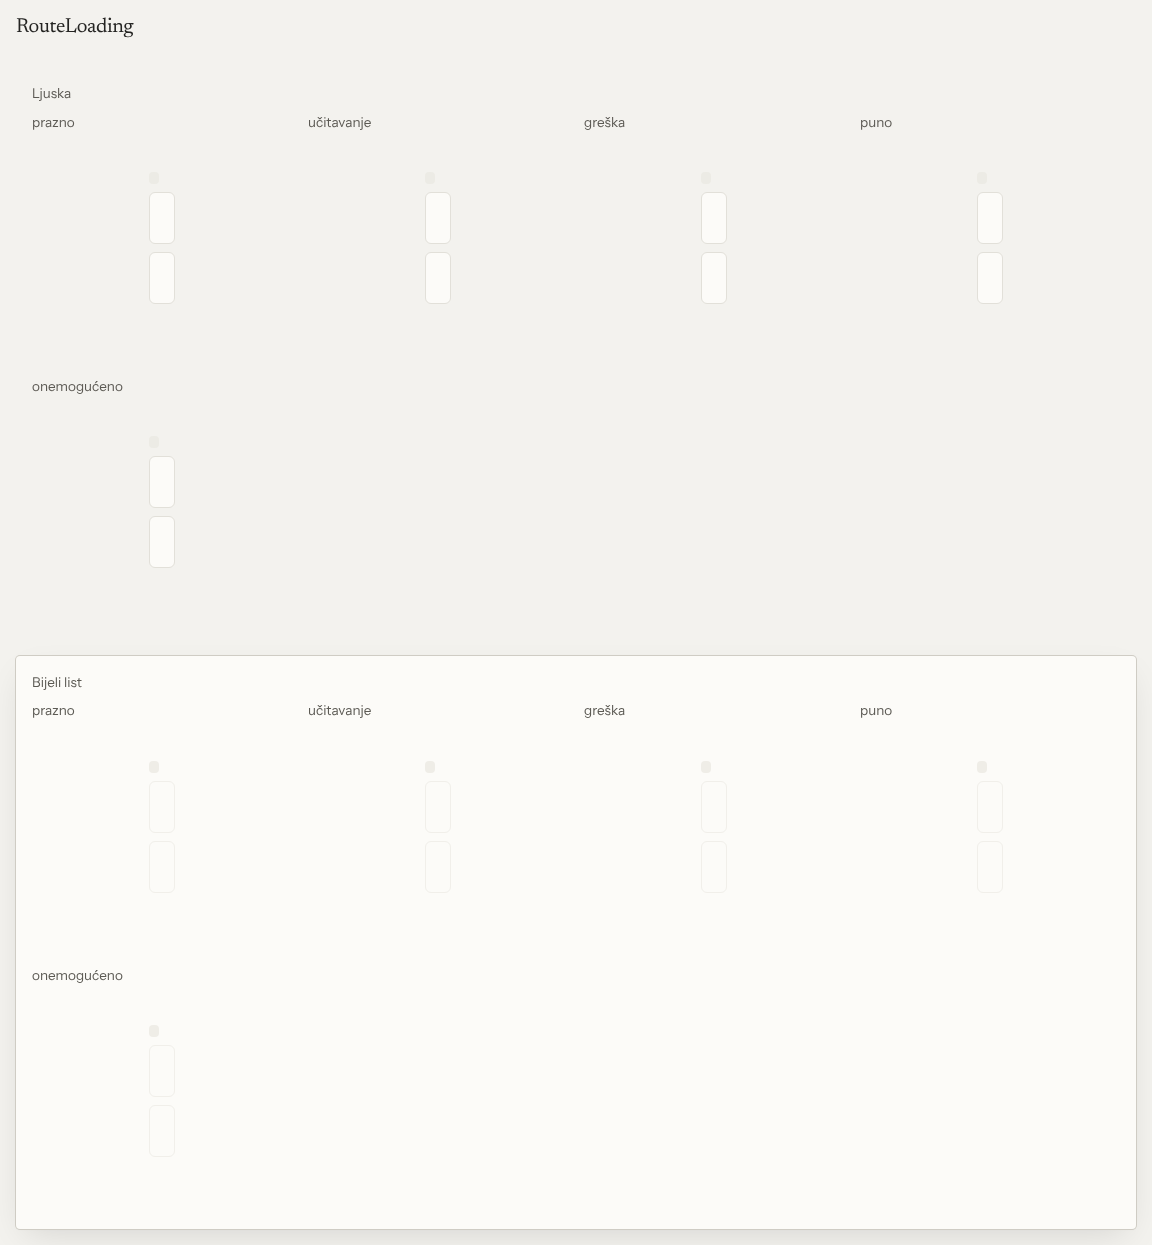 RouteLoading
Ljuska
prazno učitavanje greška puno
onemogućeno
Bijeli list
prazno učitavanje greška puno
onemogućeno